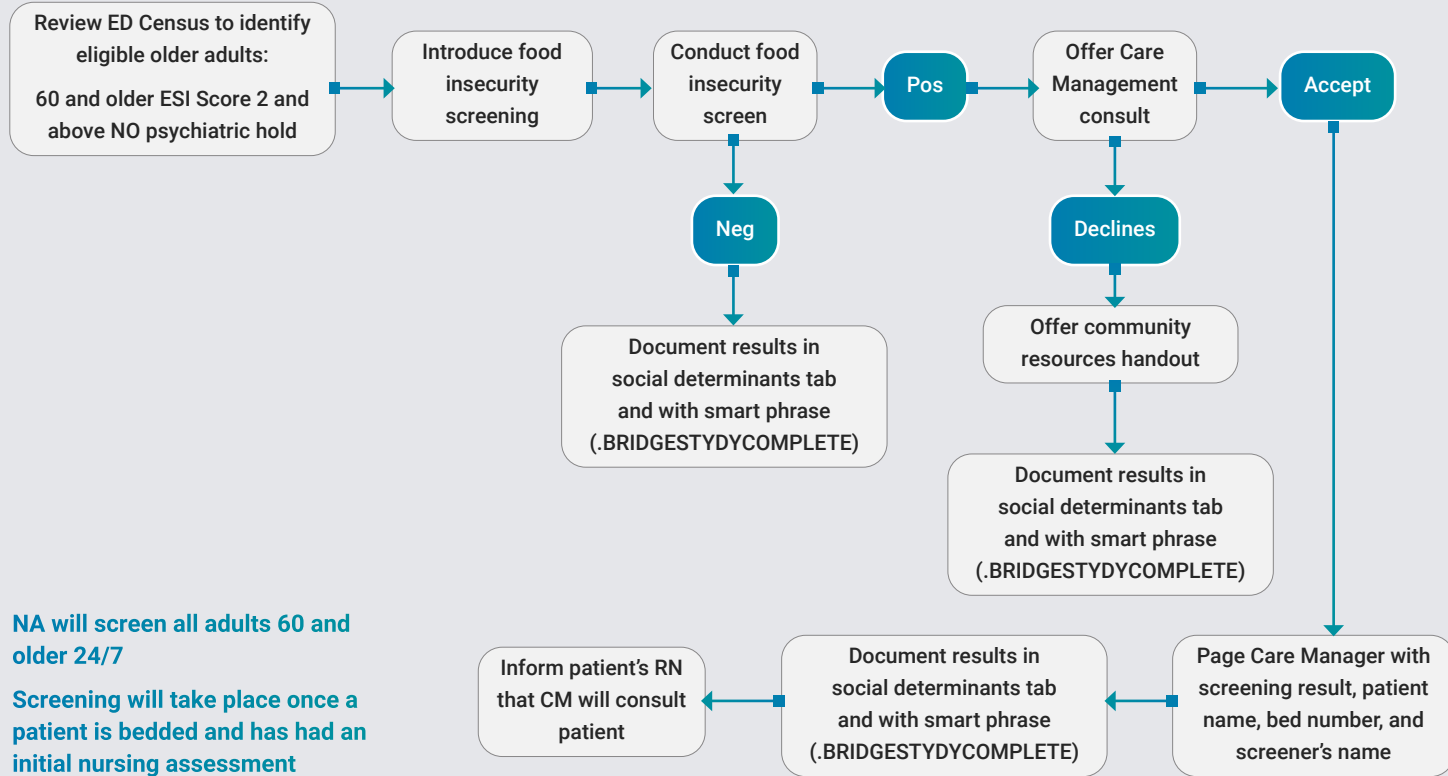 Review ED Census to identify
eligible older adults:
60 and older ESI Score 2 and
above NO psychiatric hold
Introduce food
insecurity
screening
Conduct food
insecurity
screen
Pos
Offer Care
Management
consult
Accept
Neg
Declines
Document results in
social determinants tab
and with smart phrase
(.BRIDGESTYDYCOMPLETE)
Offer community
resources handout
Document results in
social determinants tab
and with smart phrase
(.BRIDGESTYDYCOMPLETE)
NA will screen all adults 60 and
older 24/7
Screening will take place once a
patient is bedded and has had an
initial nursing assessment
Inform patient’s RN
that CM will consult
patient
Document results in
social determinants tab
and with smart phrase
(.BRIDGESTYDYCOMPLETE)
Page Care Manager with
screening result, patient
name, bed number, and
screener’s name